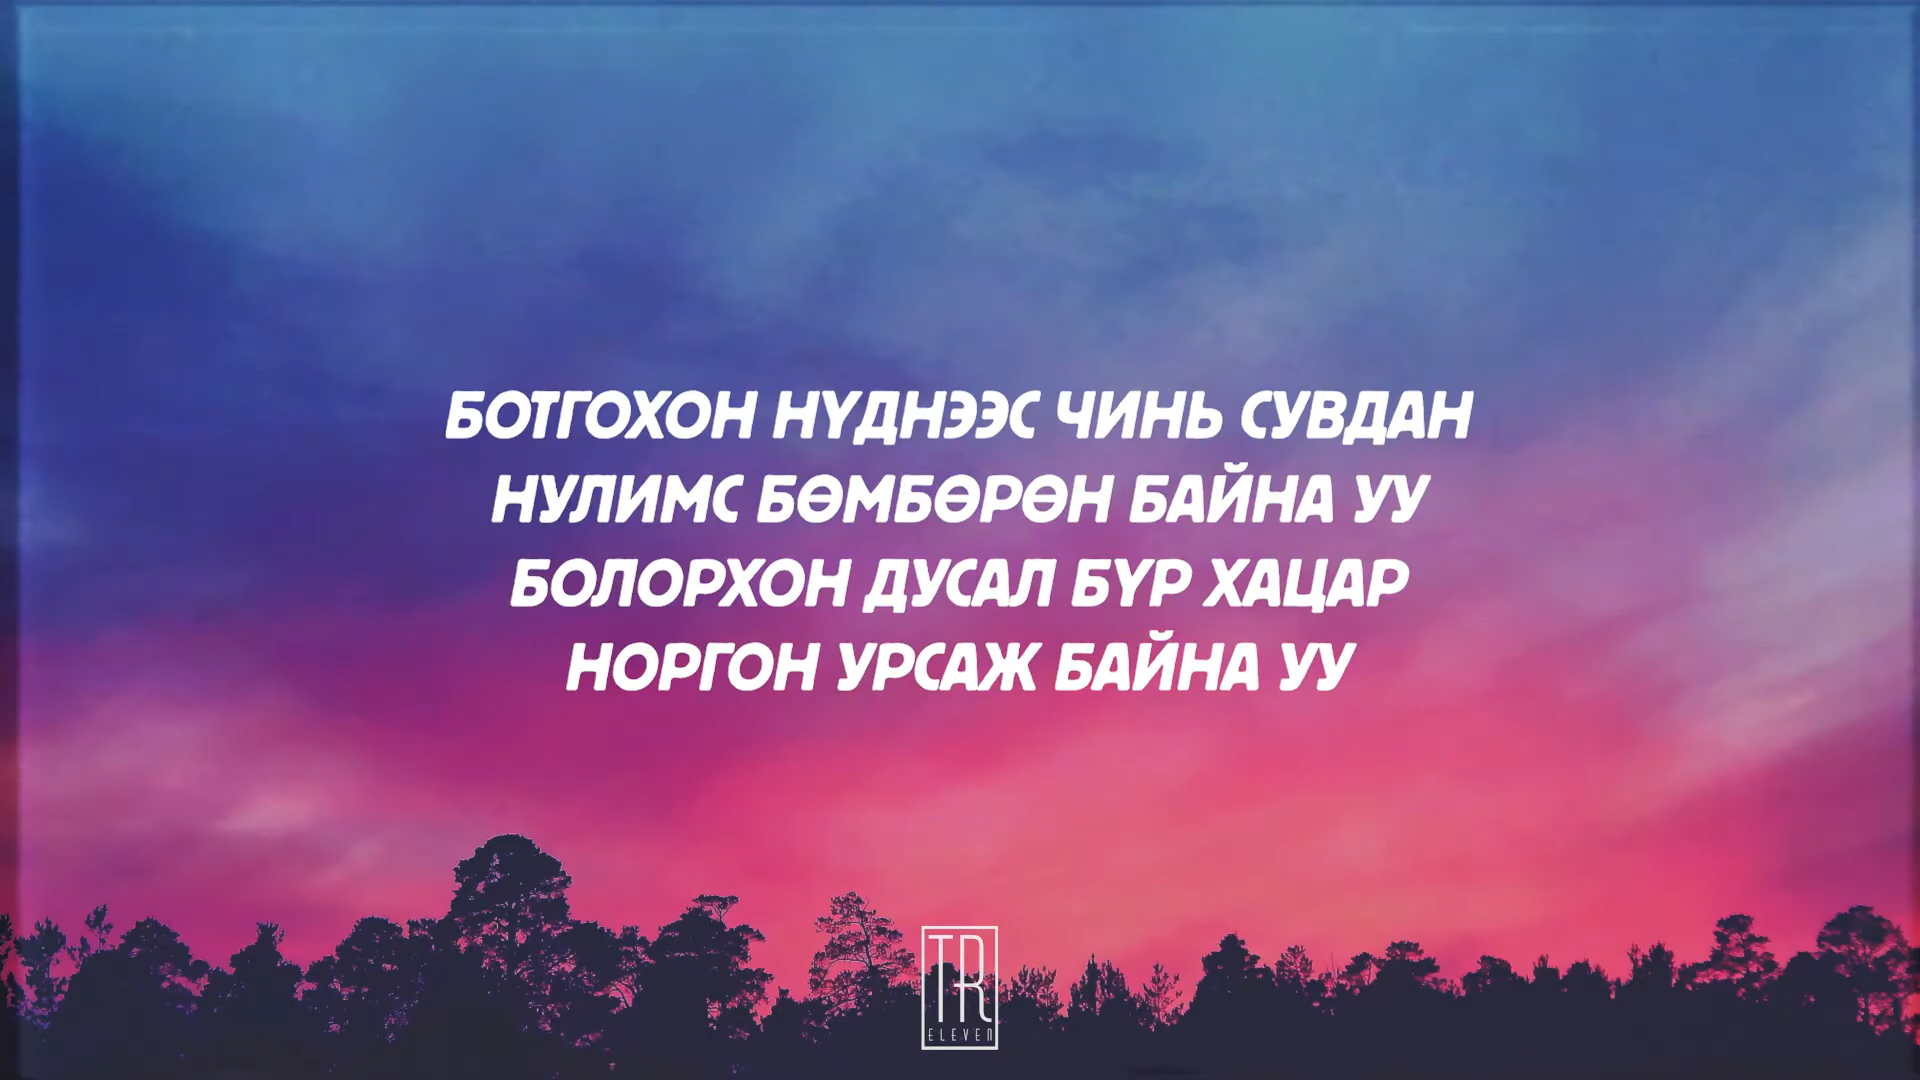 БОТГОХОН НҮДНЭЭС ЧИНЬ СУВДАН
НУЛИМС БӨМБӨРӨН БАЙНА УУ
БОЛОРХОН ДУСАЛ БҮР ХАЦАР
НОРГОН УРСАЖ БАЙНА УУ
TR
ELEVEN